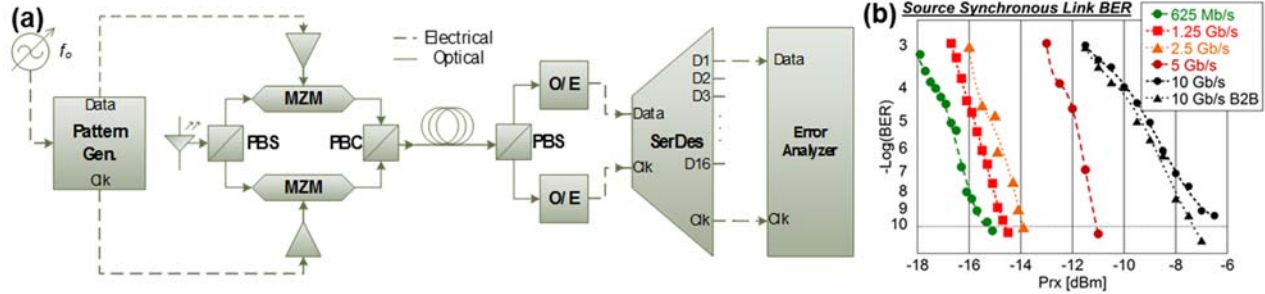 (a)
fo
Electrical
Optical
Data
Pattern
Gen.
Clk
MZM
PBS
PBC
MZM
PBS
O/E
O/E
Data
SerDes
Clk
D1
D2
D3
D16
Clk
Data
Error
Analyzer
Clk
(b)
Source Synchronous Link BER
625 Mb/s
1.25 Gb/s
2.5 Gb/s
5 Gb/s
10 Gb/s
10 Gb/s B2B
-Log(BER)
3
4
5
6
7
8
9
10
-18 -16 -14 -12 -10 -8 -6
Prx [dBm]